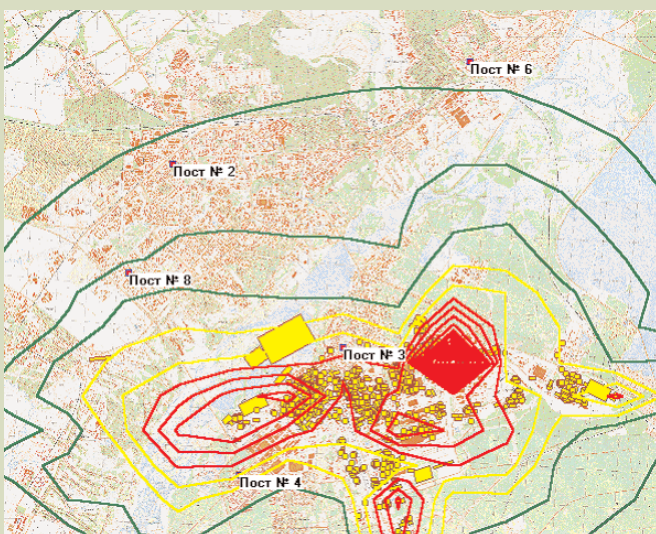 Пост № 6
Пост № 2
Пост № 8
Пост № 3
Пост № 4